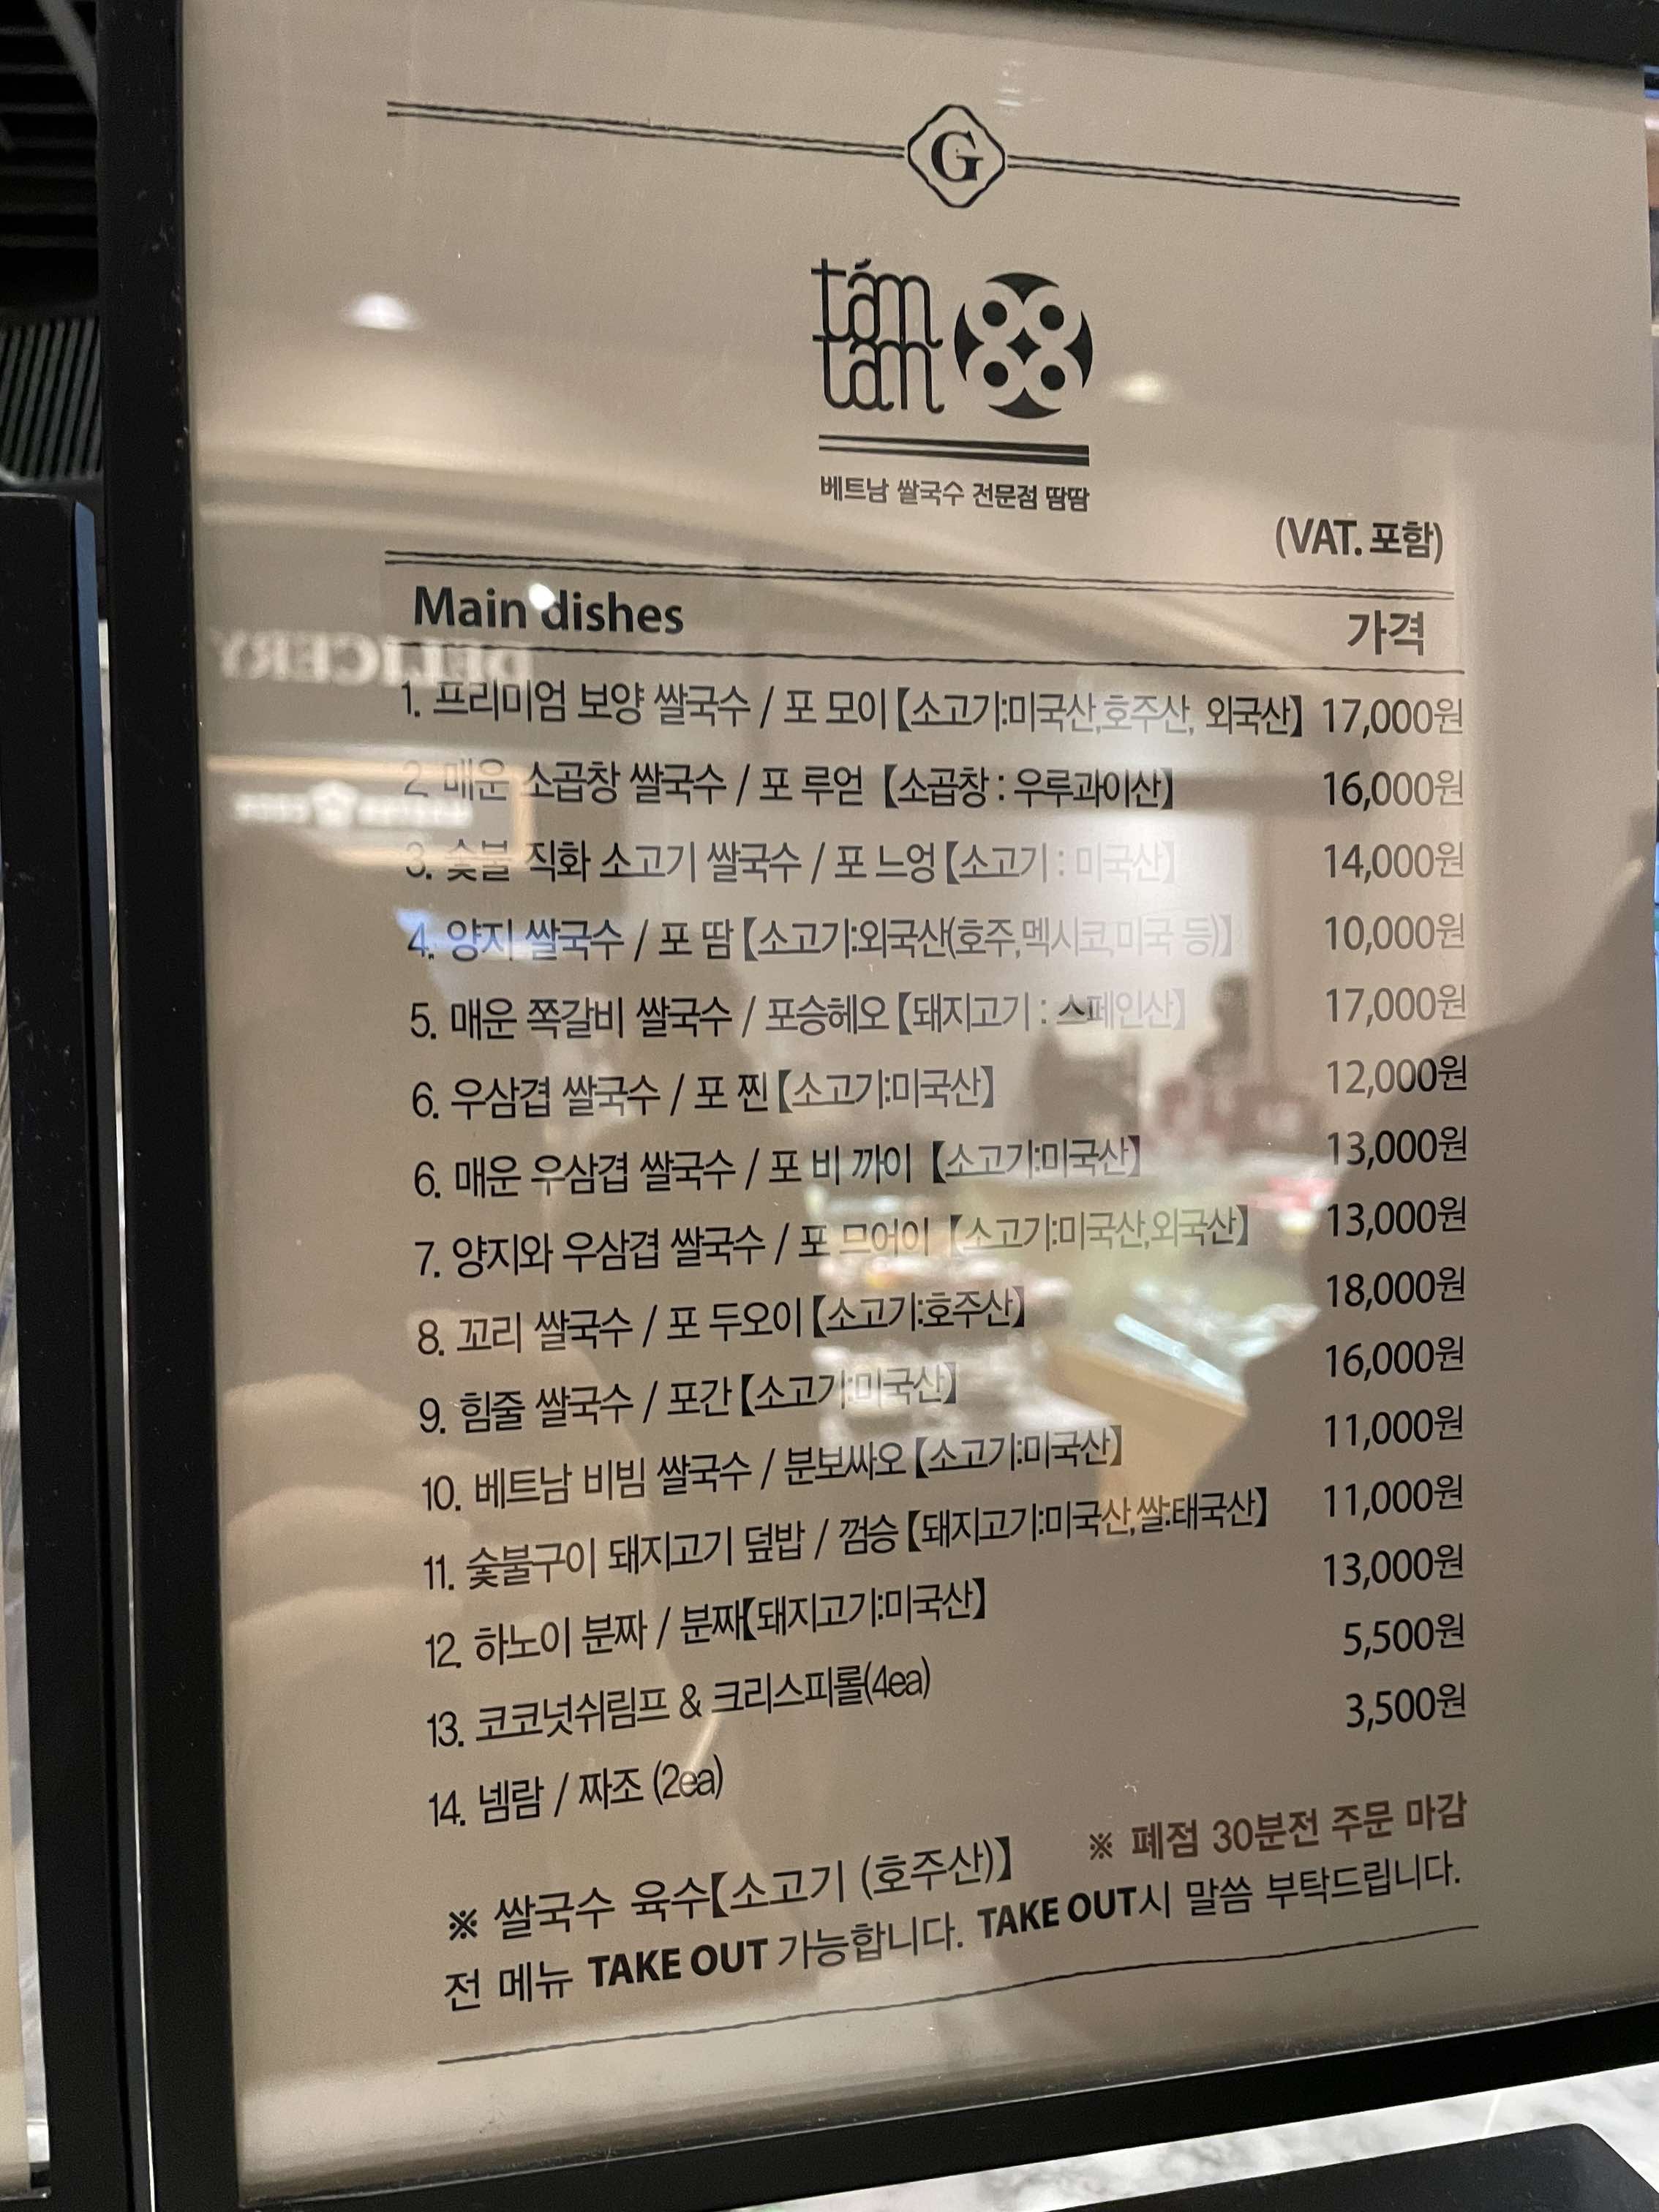 G
tám
tám
베트남 쌀국수 전문점 땀땀
(VAT. 포함)
Main dishes 가격
1. 프리미엄 보양 쌀국수 / 포 모이【소고기:미국산,호주산, 외국산】 17,000원
2. 매운 소곱창 쌀국수 / 포 루언【소곱창 : 우루과이산】 16,000원
3. 숯불 직화 소고기 쌀국수 / 포 느엉【소고기 : 미국산】 14,000원
4. 양지 쌀국수 / 포 땀【소고기:외국산(호주,멕시코,미국 등)】 10,000원
5. 매운 쪽갈비 쌀국수 / 포승헤오【돼지고기 : 스페인산】 17,000원
6. 우삼겹 쌀국수 / 포 찐【소고기:미국산】 12,000원
6. 매운 우삼겹 쌀국수 / 포 비 까이【소고기:미국산】 13,000원
7. 양지와 우삼겹 쌀국수 / 포 므어이【소고기:미국산,외국산】 13,000원
8. 꼬리 쌀국수 / 포 두오이【소고기:호주산】 18,000원
9. 힘줄 쌀국수 / 포간【소고기:미국산】 16,000원
10. 베트남 비빔 쌀국수 / 분보싸오【소고기:미국산】 11,000원
11. 숯불구이 돼지고기 덮밥 / 껌승【돼지고기:미국산,쌀:태국산】 11,000원
12. 하노이 분짜 / 분짜【돼지고기:미국산】 13,000원
13. 코코넛쉬림프 & 크리스피롤(4ea) 5,500원
14. 넴람 / 짜조 (2ea) 3,500원
※ 폐점 30분전 주문 마감
※ 쌀국수 육수【소고기 (호주산)】
전 메뉴 TAKE OUT 가능합니다. TAKE OUT시 말씀 부탁드립니다.
DELICERY